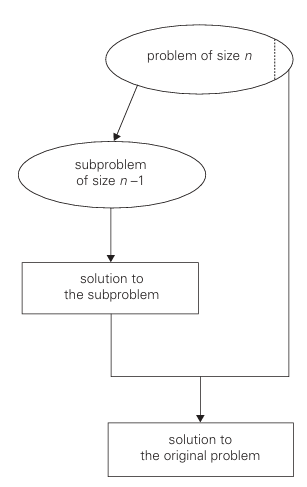 problem of size n
subproblem
of size n –1
solution to
the subproblem
solution to
the original problem